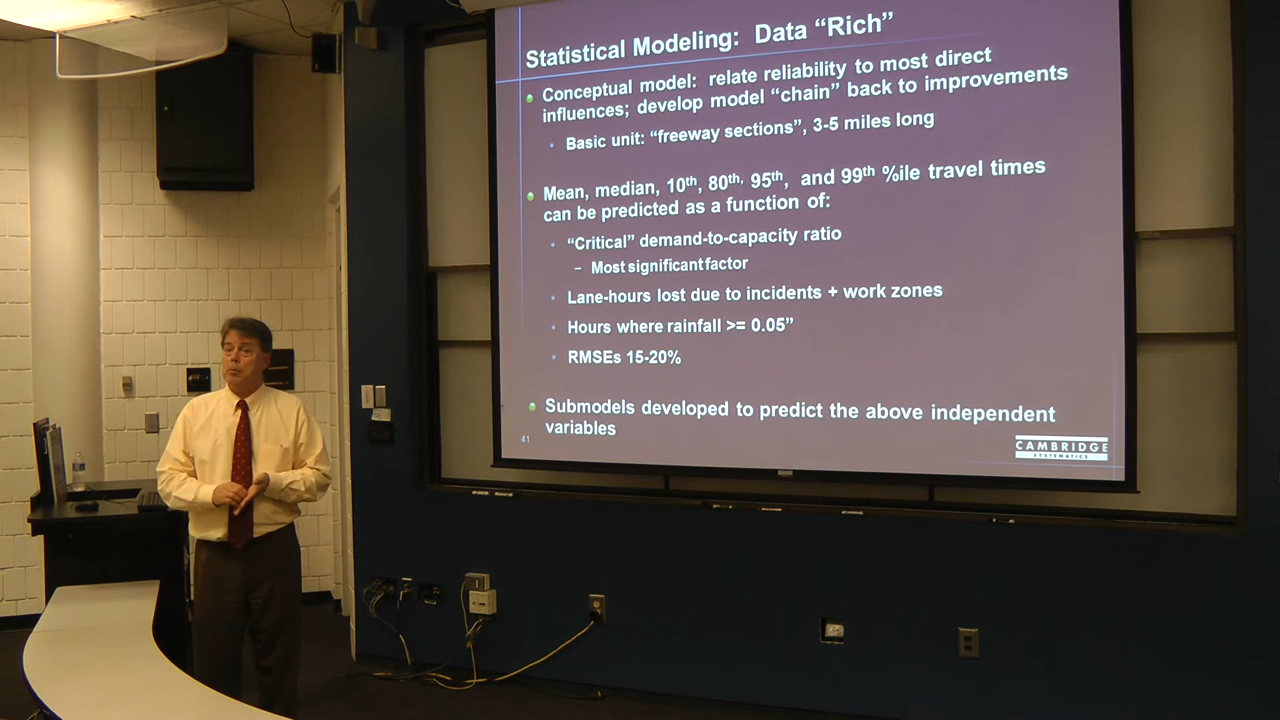 Statistical Modeling: Data “Rich”
Conceptual model: relate reliability to most direct
influences; develop model “chain” back to improvements
Basic unit: “freeway sections”, 3-5 miles long
Mean, median, 10th, 80th, 95th, and 99th %ile travel times
can be predicted as a function of:
“Critical” demand-to-capacity ratio
– Most significant factor
Lane-hours lost due to incidents + work zones
Hours where rainfall >= 0.05”
RMSEs 15-20%
Submodels developed to predict the above independent
variables
41
CAMBRIDGE
SYSTEMATICS